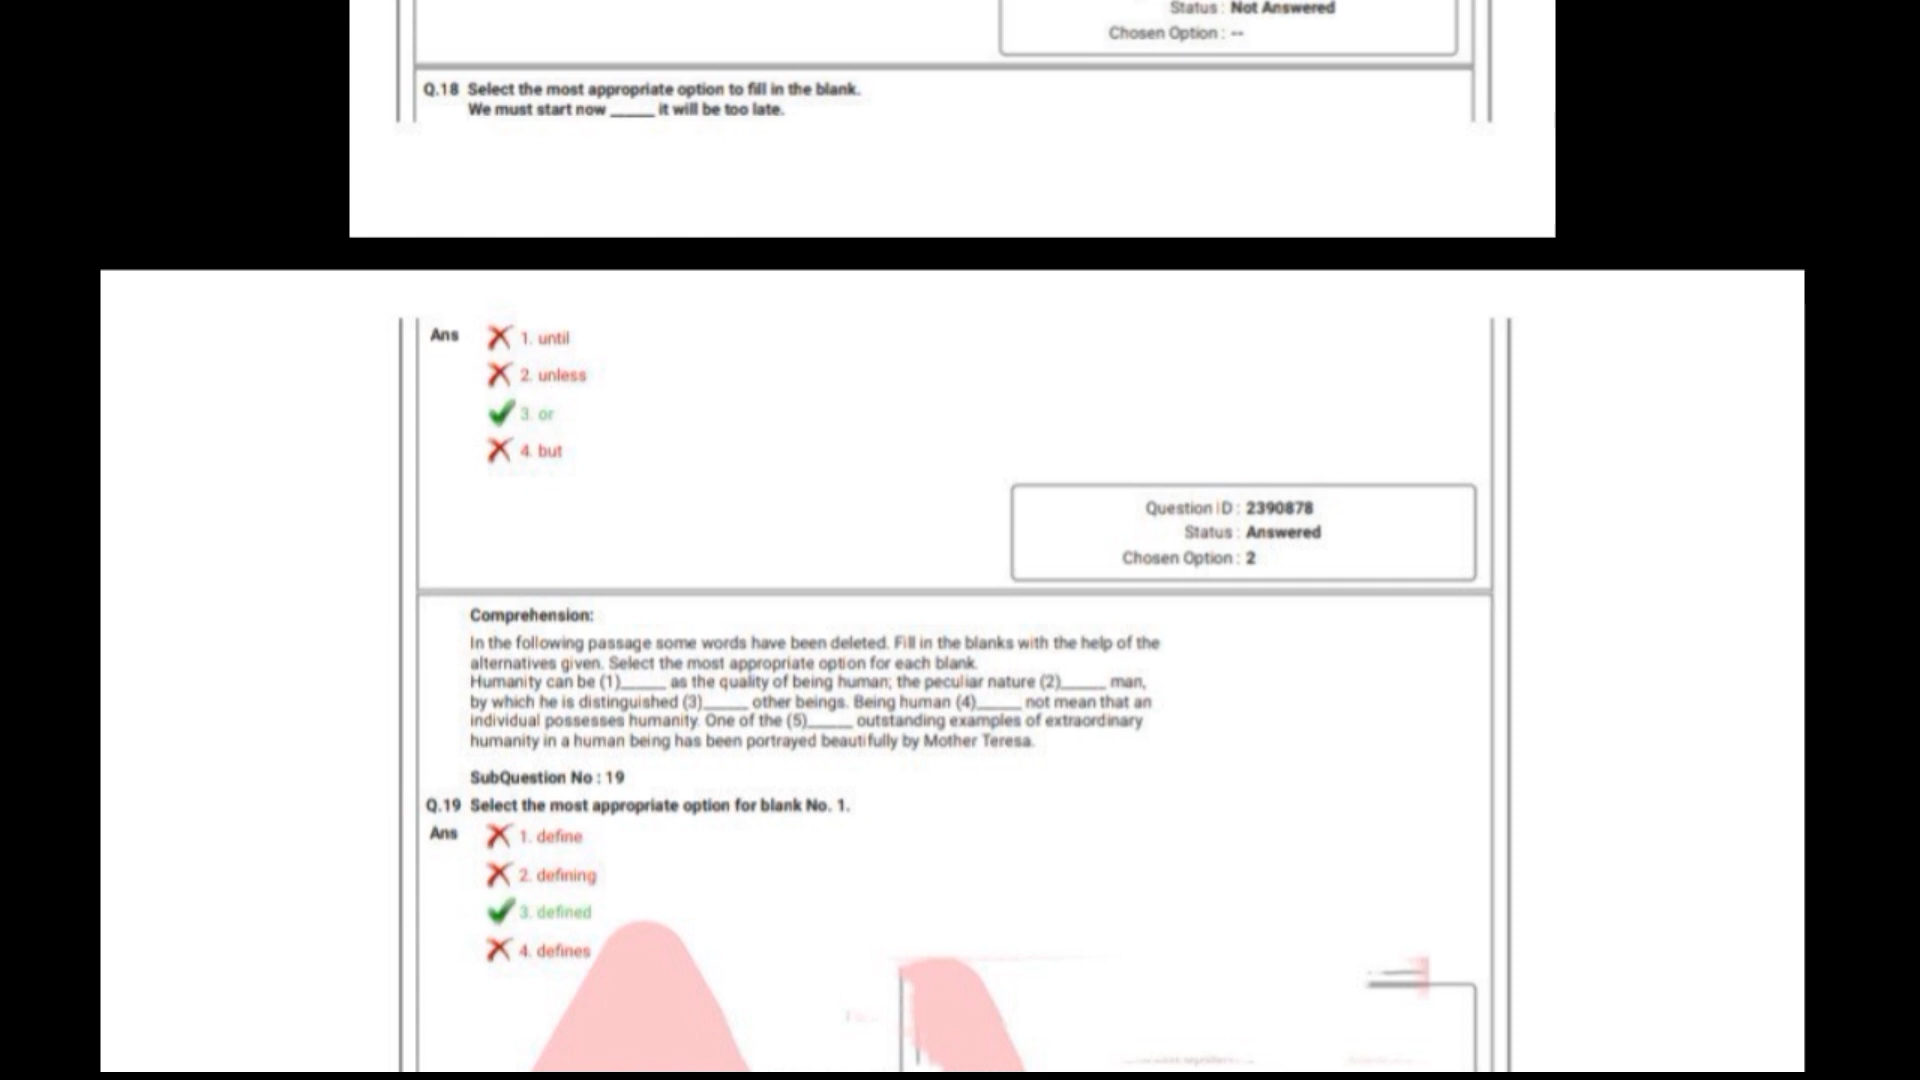 Status : Not Answered
Chosen Option : --
Q.18 Select the most appropriate option to fill in the blank.
We must start now _____ it will be too late.
Ans
1. until
2. unless
3. or
4. but
Question ID : 2390878
Status : Answered
Chosen Option : 2
Comprehension:
In the following passage some words have been deleted. Fill in the blanks with the help of the
alternatives given. Select the most appropriate option for each blank.
Humanity can be (1)_____ as the quality of being human; the peculiar nature (2)_____ man,
by which he is distinguished (3)_____ other beings. Being human (4)_____ not mean that an
individual possesses humanity. One of the (5)_____ outstanding examples of extraordinary
humanity in a human being has been portrayed beautifully by Mother Teresa.
SubQuestion No : 19
Q.19 Select the most appropriate option for blank No. 1.
Ans
1. define
2. defining
3. defined
4. defines